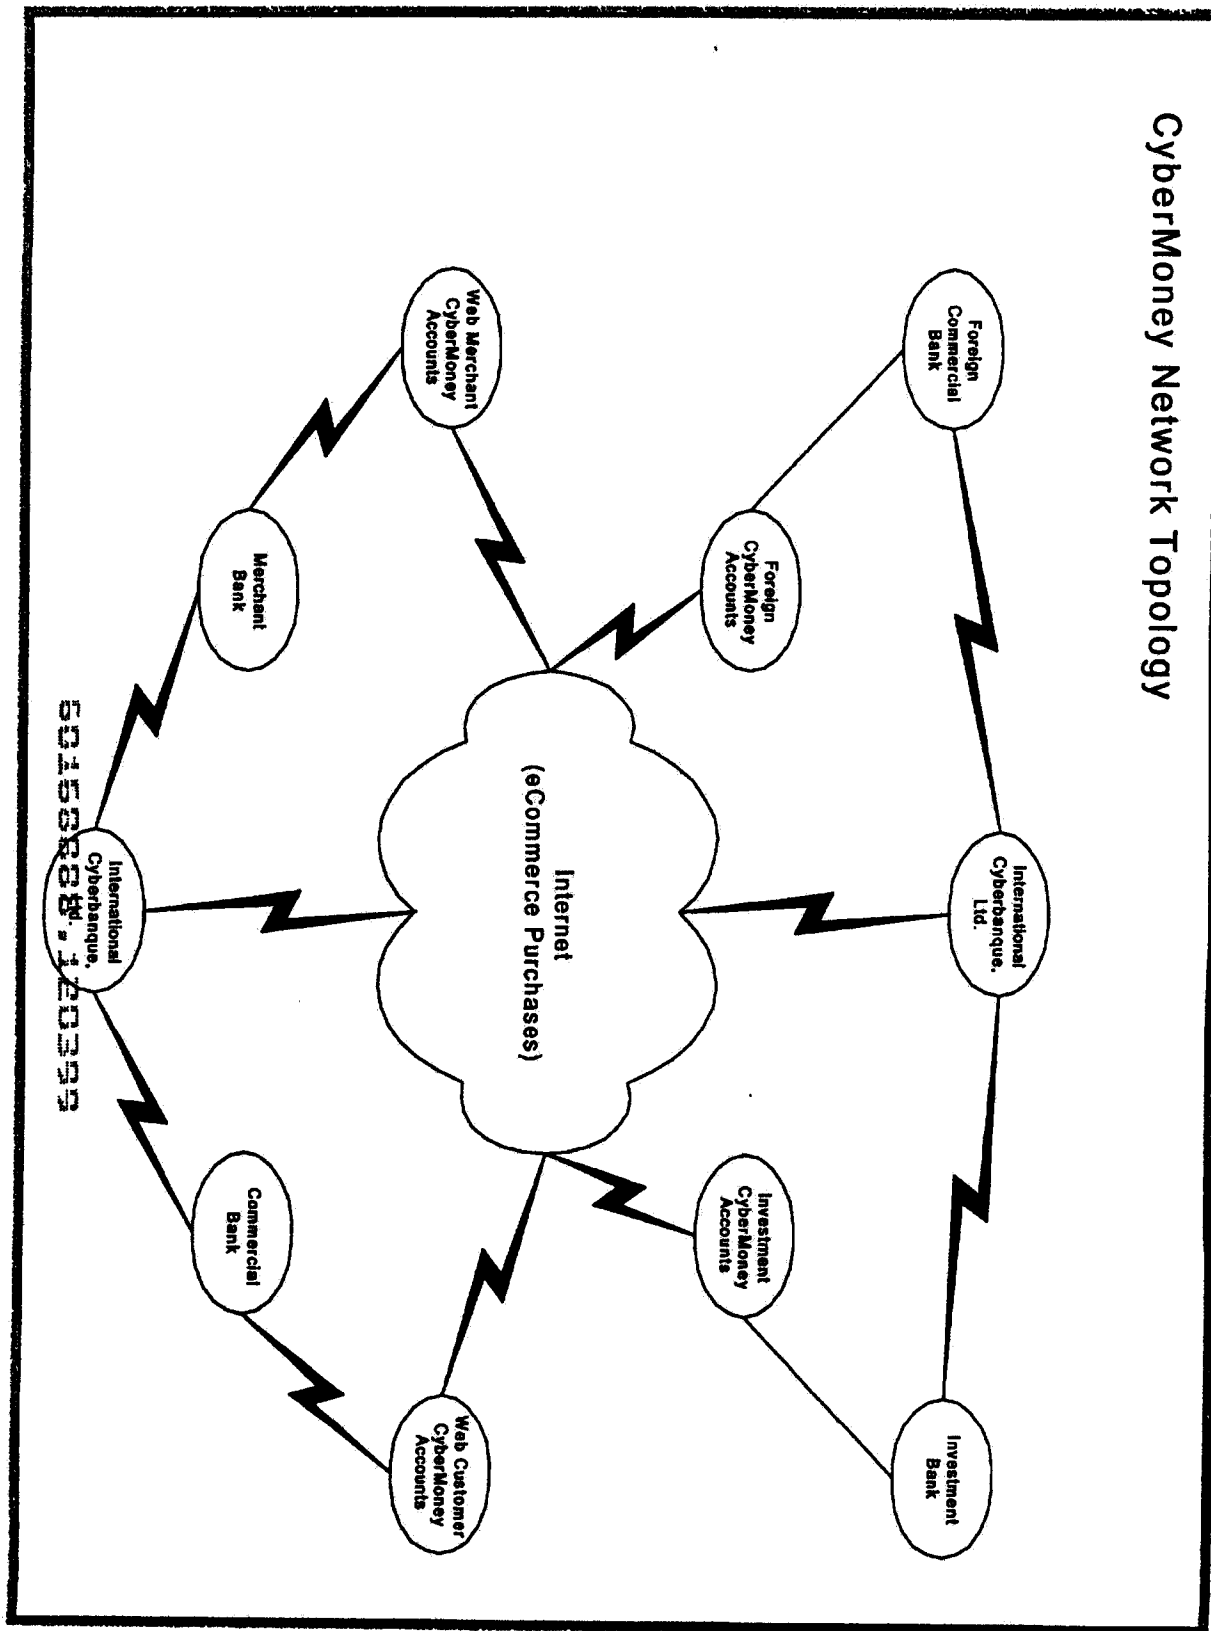 CyberMoney Network Topology
Foreign
Commercial
Bank
International
Cyberbanque,
Ltd.
Investment
Bank
Foreign
CyberMoney
Accounts
Investment
CyberMoney
Accounts
Internet
(eCommerce Purchases)
Web Merchant
CyberMoney
Accounts
Web Customer
CyberMoney
Accounts
Merchant
Bank
Commercial
Bank
International
Cyberbanque,
Ltd.